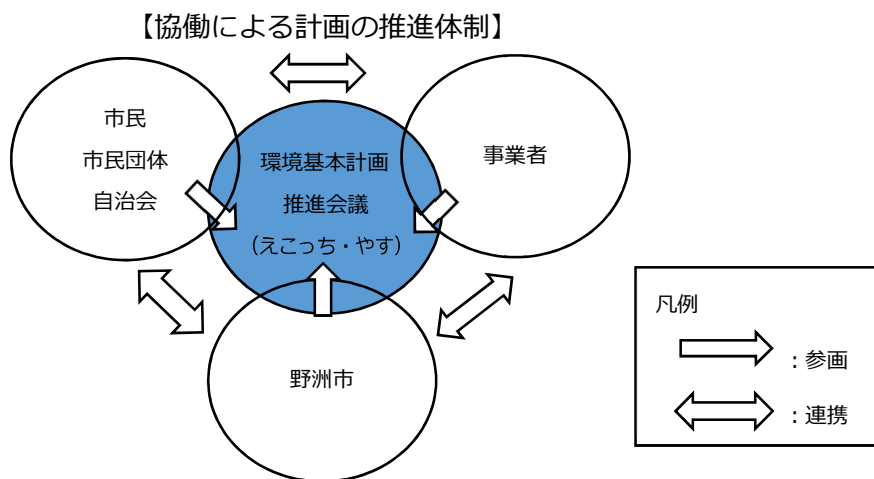 【協働による計画の推進体制】
市民
市民団体
自治会
環境基本計画
推進会議
（えこっち・やす）
事業者
野洲市
凡例
：参画
：連携